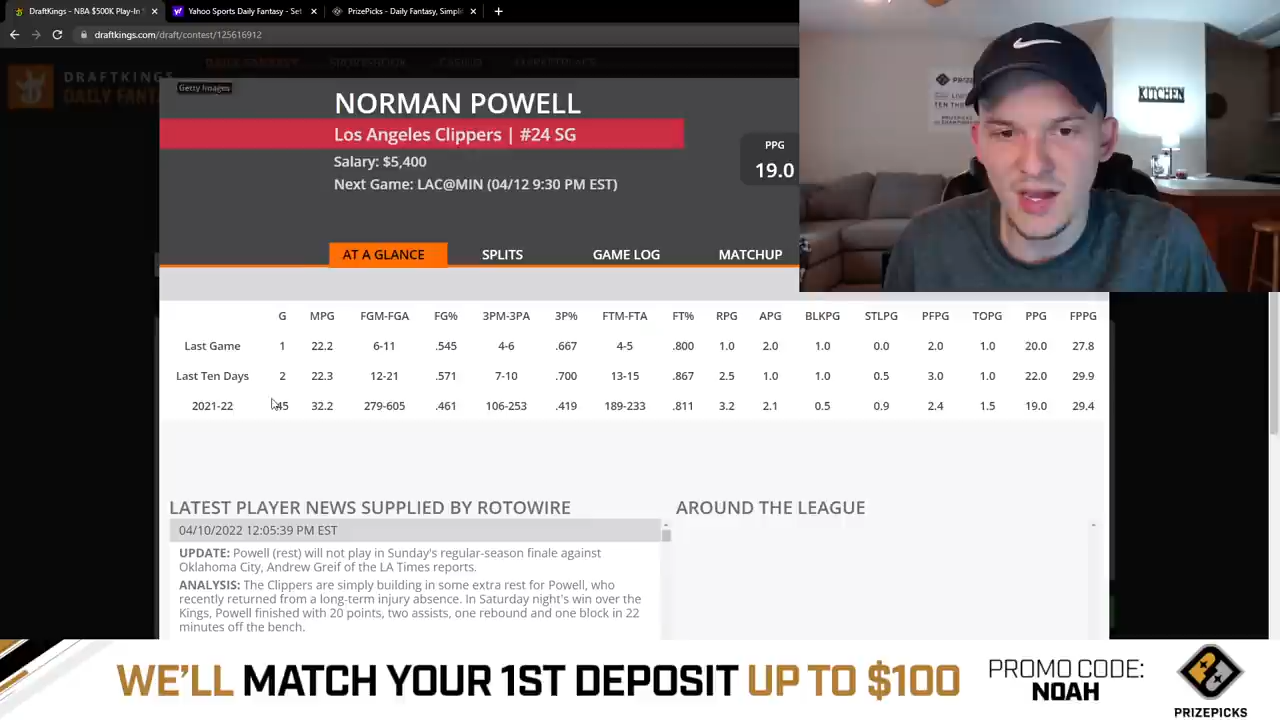 DraftKings - NBA $500K Play-In S
Yahoo Sports Daily Fantasy - Set
PrizePicks - Daily Fantasy, Simpli
draftkings.com/draft/contest/125616912
DRAFTKINGS
DAILY FANTASY SPORTSBOOK CASINO MARKETPLACE
DAILY FANTA
Getty Images
NORMAN POWELL
Los Angeles Clippers | #24 SG
Salary: $5,400
Next Game: LAC@MIN (04/12 9:30 PM EST)
PPG
19.0
AT A GLANCE SPLITS GAME LOG MATCHUP
G MPG FGM-FGA FG% 3PM-3PA 3P% FTM-FTA FT% RPG APG BLKPG STLPG PFPG TOPG PPG FPPG
Last Game 1 22.2 6-11 .545 4-6 .667 4-5 .800 1.0 2.0 1.0 0.0 2.0 1.0 20.0 27.8
Last Ten Days 2 22.3 12-21 .571 7-10 .700 13-15 .867 2.5 1.0 1.0 0.5 3.0 1.0 22.0 29.9
2021-22 45 32.2 279-605 .461 106-253 .419 189-233 .811 3.2 2.1 0.5 0.9 2.4 1.5 19.0 29.4
LATEST PLAYER NEWS SUPPLIED BY ROTOWIRE
AROUND THE LEAGUE
04/10/2022 12:05:39 PM EST
UPDATE: Powell (rest) will not play in Sunday's regular-season finale against
Oklahoma City, Andrew Greif of the LA Times reports.
ANALYSIS: The Clippers are simply building in some extra rest for Powell, who
recently returned from a long-term injury absence. In Saturday night's win over the
Kings, Powell finished with 20 points, two assists, one rebound and one block in 22
minutes off the bench.
KITCHEN
WE'LL MATCH YOUR 1ST DEPOSIT UP TO $100
PROMO CODE:
NOAH
PRIZEPICKS